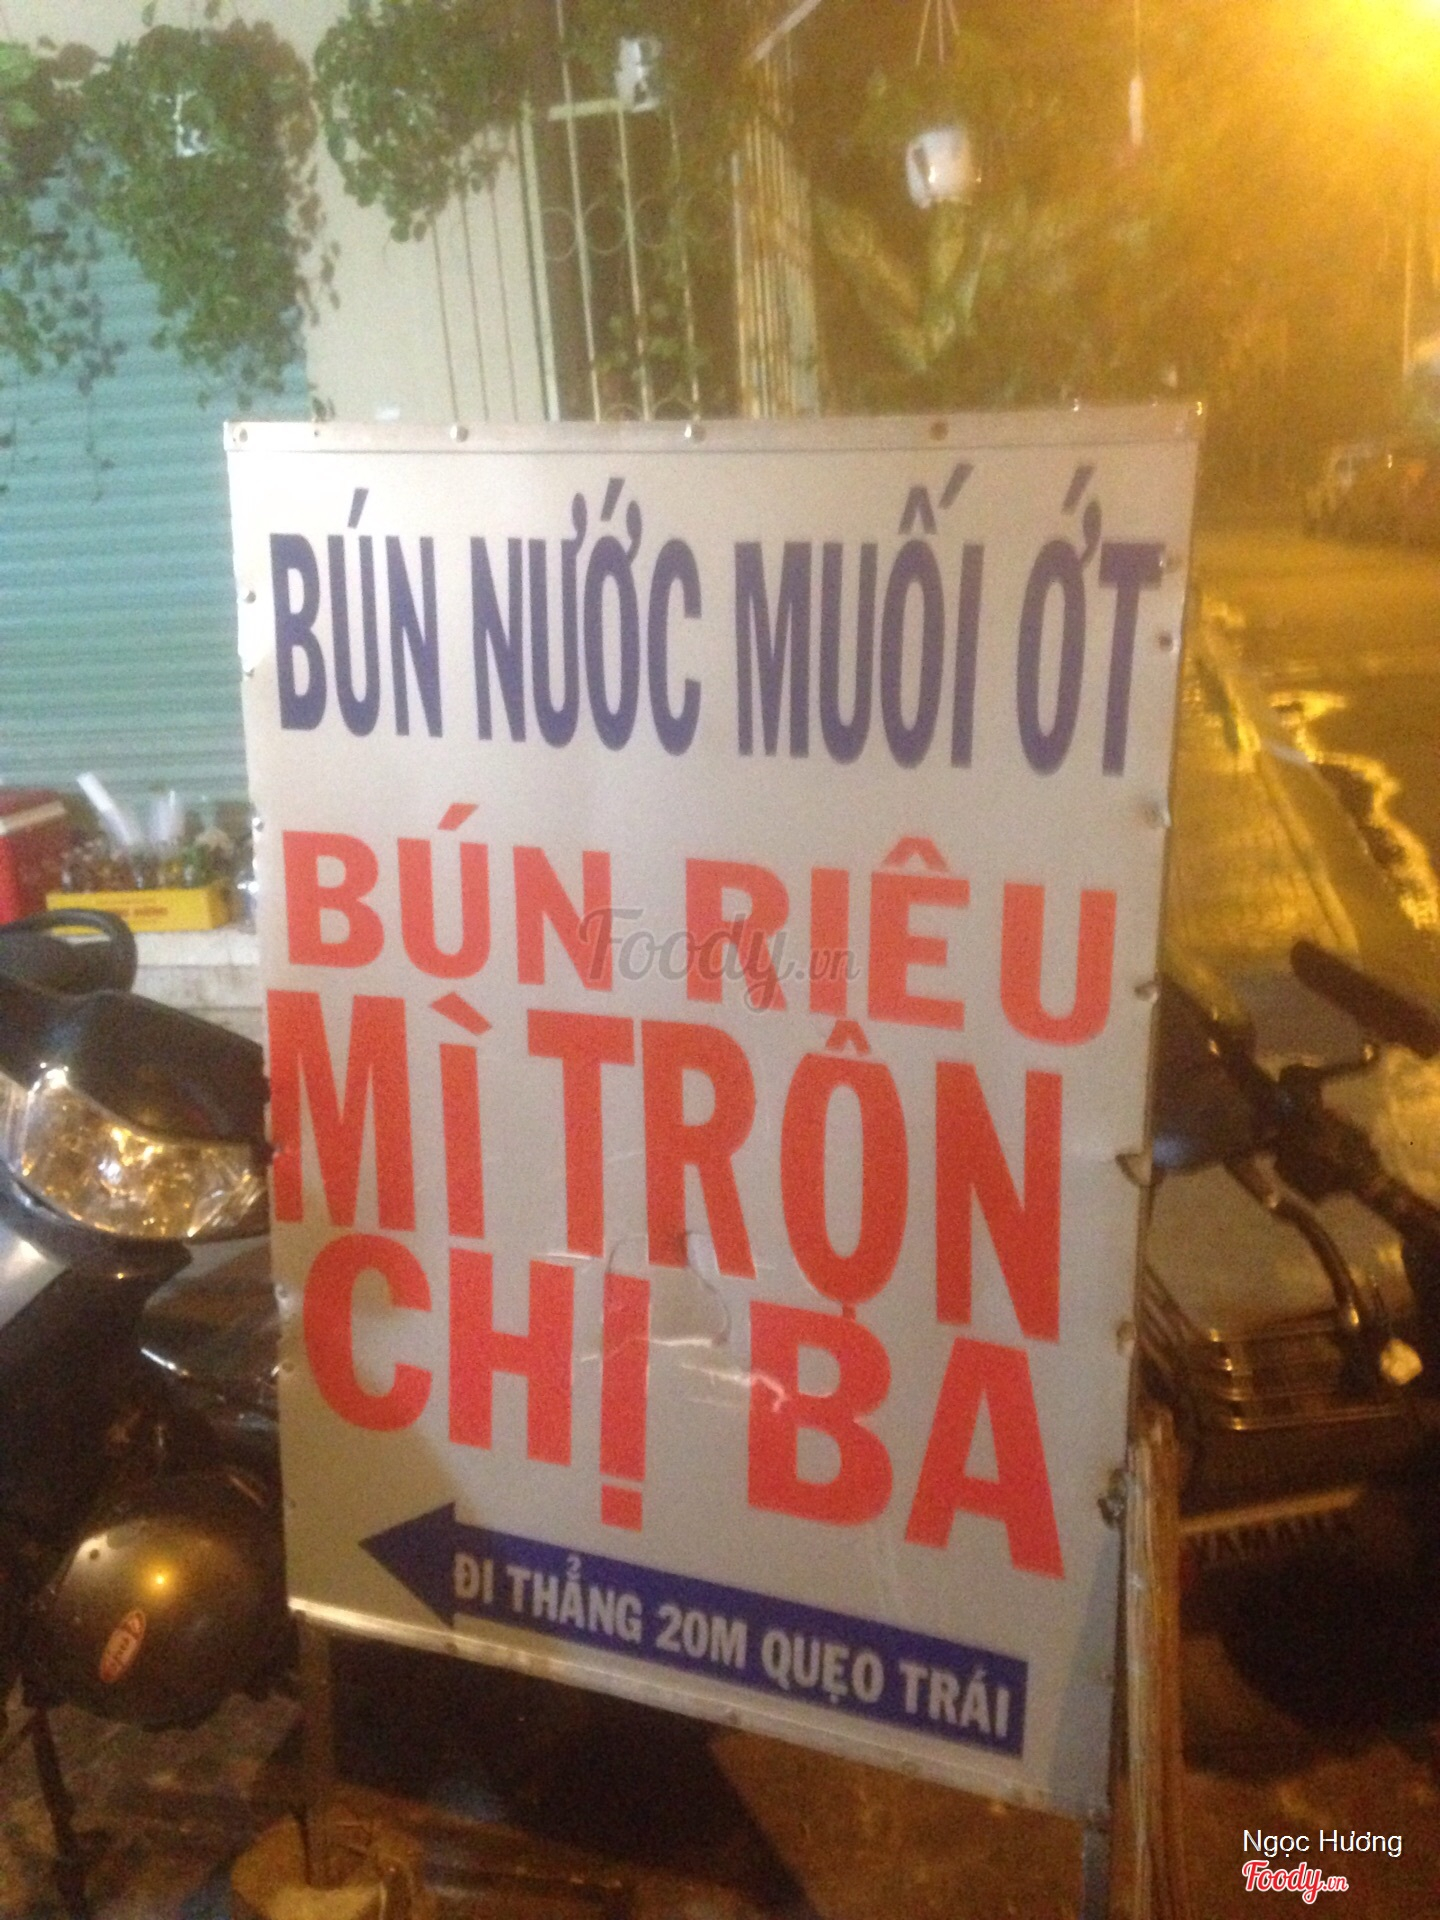 BÚN NƯỚC MUỐI ỚT
BÚN RIÊU
Foody.vn
MÌ TRỘN
CHỊ BA
ĐI THẲNG 20M QUẸO TRÁI
YAMAHA
Ngọc Hương
Foody.vn